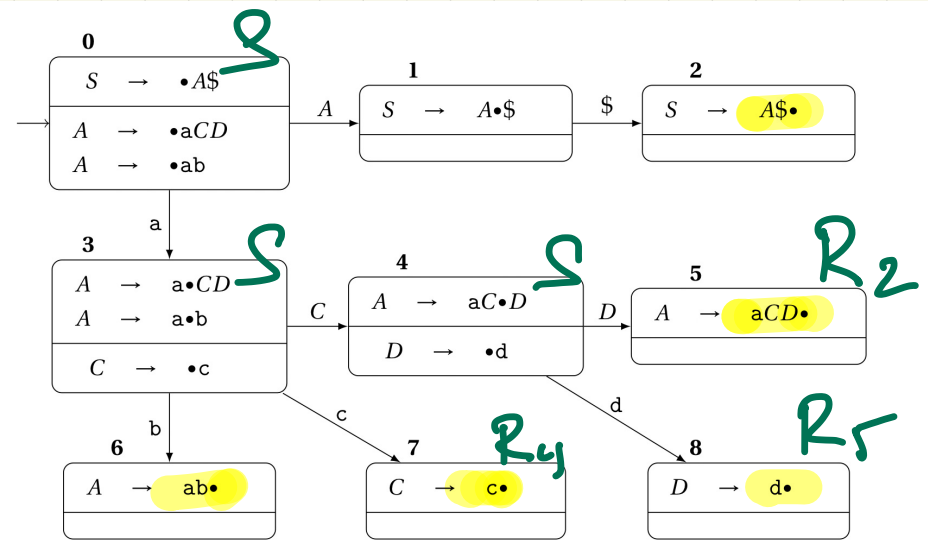 0 S
S → •A$
A → •aCD
A → •ab
A
1
S → A•$
$
2
S → A$•
a
3 S
A → a•CD
A → a•b
C → •c
C
4 S
A → aC•D
D → •d
D
5 R2
A → aCD•
b
c
d
6
A → ab•
7 R4
C → c•
8 R5
D → d•